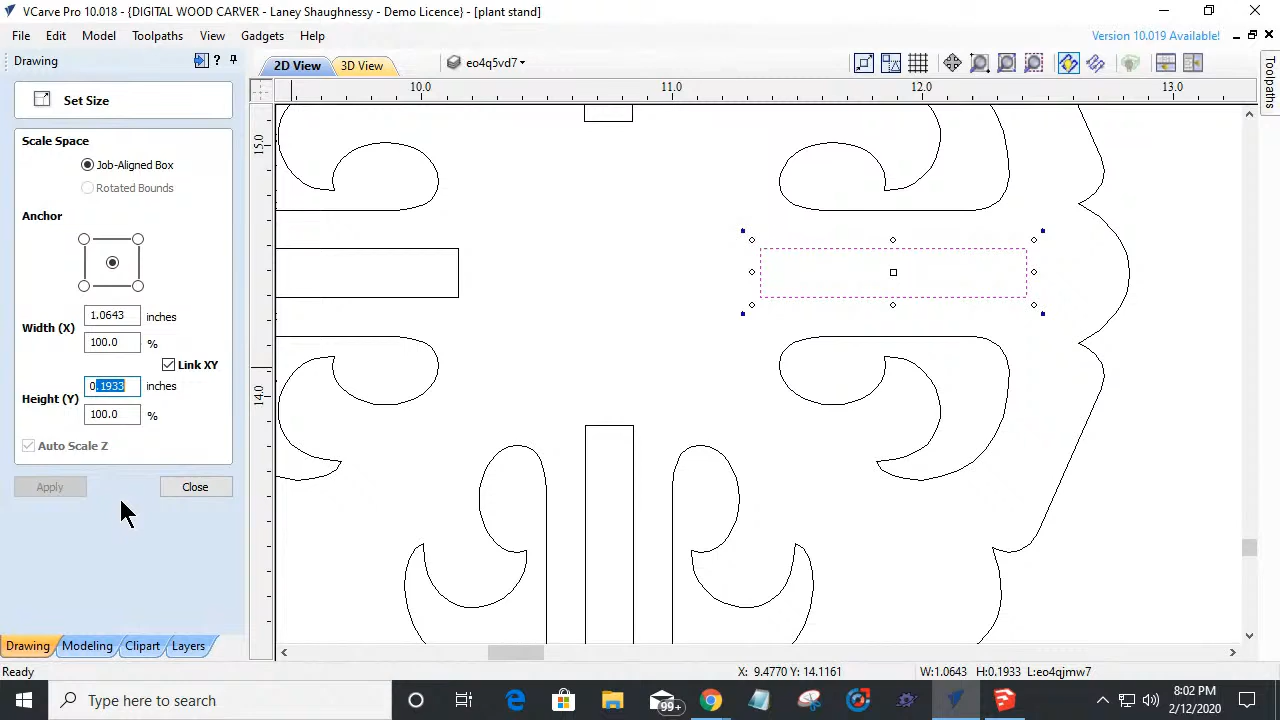 VCarve Pro 10.018 - {DIGITAL WOOD CARVER - Laney Shaughnessy - Demo Licence} - [plant stand]
File Edit Model Toolpaths View Gadgets Help
Version 10.019 Available!
Drawing
2D View 3D View eo4q5vd7
10.0 11.0 12.0 13.0
15.0
14.0
Set Size
Scale Space
Job-Aligned Box
Rotated Bounds
Anchor
Width (X) 1.0643 inches
100.0 %
Link XY
Height (Y) 0.1933 inches
100.0 %
Auto Scale Z
Apply Close
Toolpaths
Drawing Modeling Clipart Layers
Ready X: 9.4770 Y: 14.1161 W:1.0643 H:0.1933 L:eo4qjmw7
Type here to search
99+
8:02 PM
2/12/2020